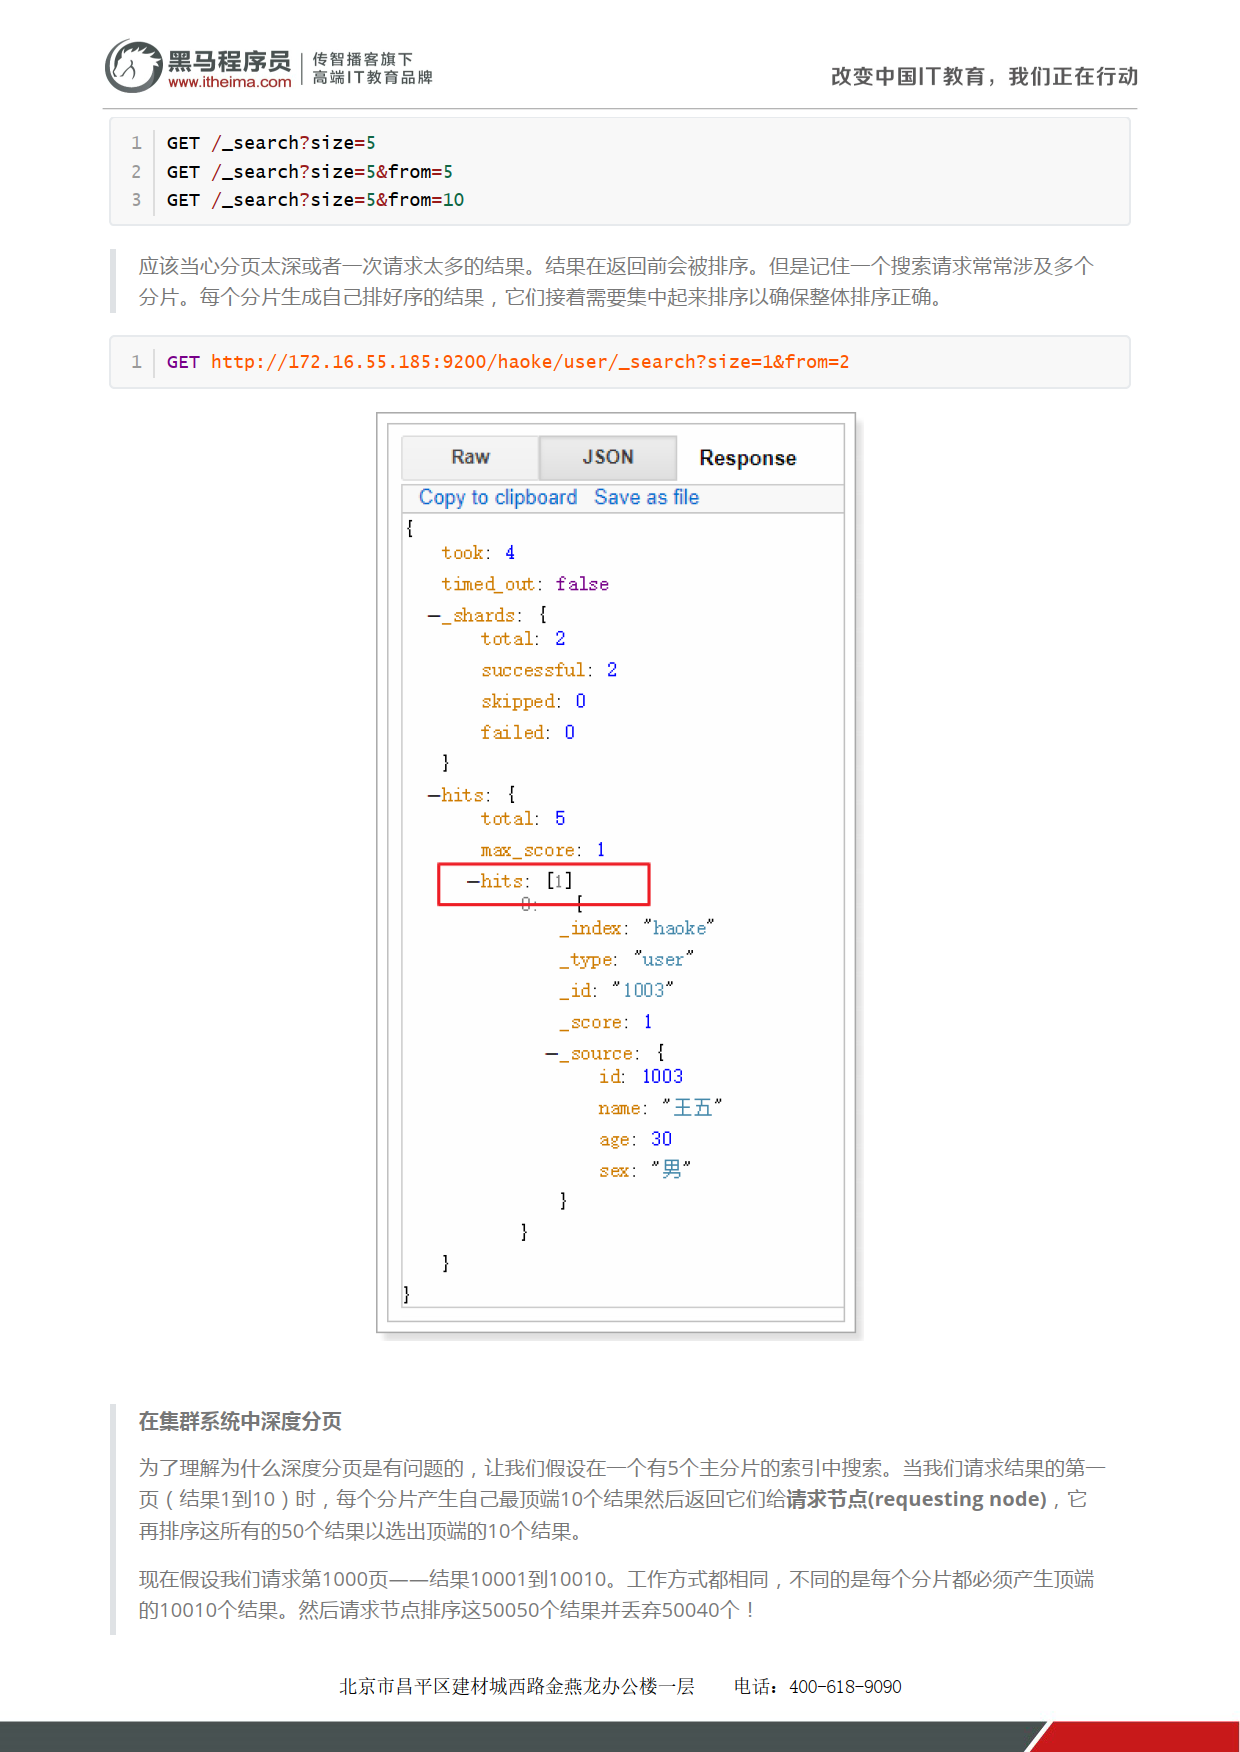 黑马程序员
www.itheima.com
传智播客旗下
高端IT教育品牌
改变中国IT教育，我们正在行动
1 GET /_search?size=5
2 GET /_search?size=5&from=5
3 GET /_search?size=5&from=10
应该当心分页太深或者一次请求太多的结果。结果在返回前会被排序。但是记住一个搜索请求常常涉及多个
分片。每个分片生成自己排好序的结果，它们接着需要集中起来排序以确保整体排序正确。
1 GET http://172.16.55.185:9200/haoke/user/_search?size=1&from=2
Raw JSON Response
Copy to clipboard Save as file
{
took: 4
timed_out: false
–_shards: {
total: 2
successful: 2
skipped: 0
failed: 0
}
–hits: {
total: 5
max_score: 1
–hits: [1]
0: {
_index: "haoke"
_type: "user"
_id: "1003"
_score: 1
–_source: {
id: 1003
name: "王五"
age: 30
sex: "男"
}
}
}
}
在集群系统中深度分页
为了理解为什么深度分页是有问题的，让我们假设在一个有5个主分片的索引中搜索。当我们请求结果的第一
页（结果1到10）时，每个分片产生自己最顶端10个结果然后返回它们给请求节点(requesting node)，它
再排序这所有的50个结果以选出顶端的10个结果。
现在假设我们请求第1000页——结果10001到10010。工作方式都相同，不同的是每个分片都必须产生顶端
的10010个结果。然后请求节点排序这50050个结果并丢弃50040个！
北京市昌平区建材城西路金燕龙办公楼一层 电话：400-618-9090